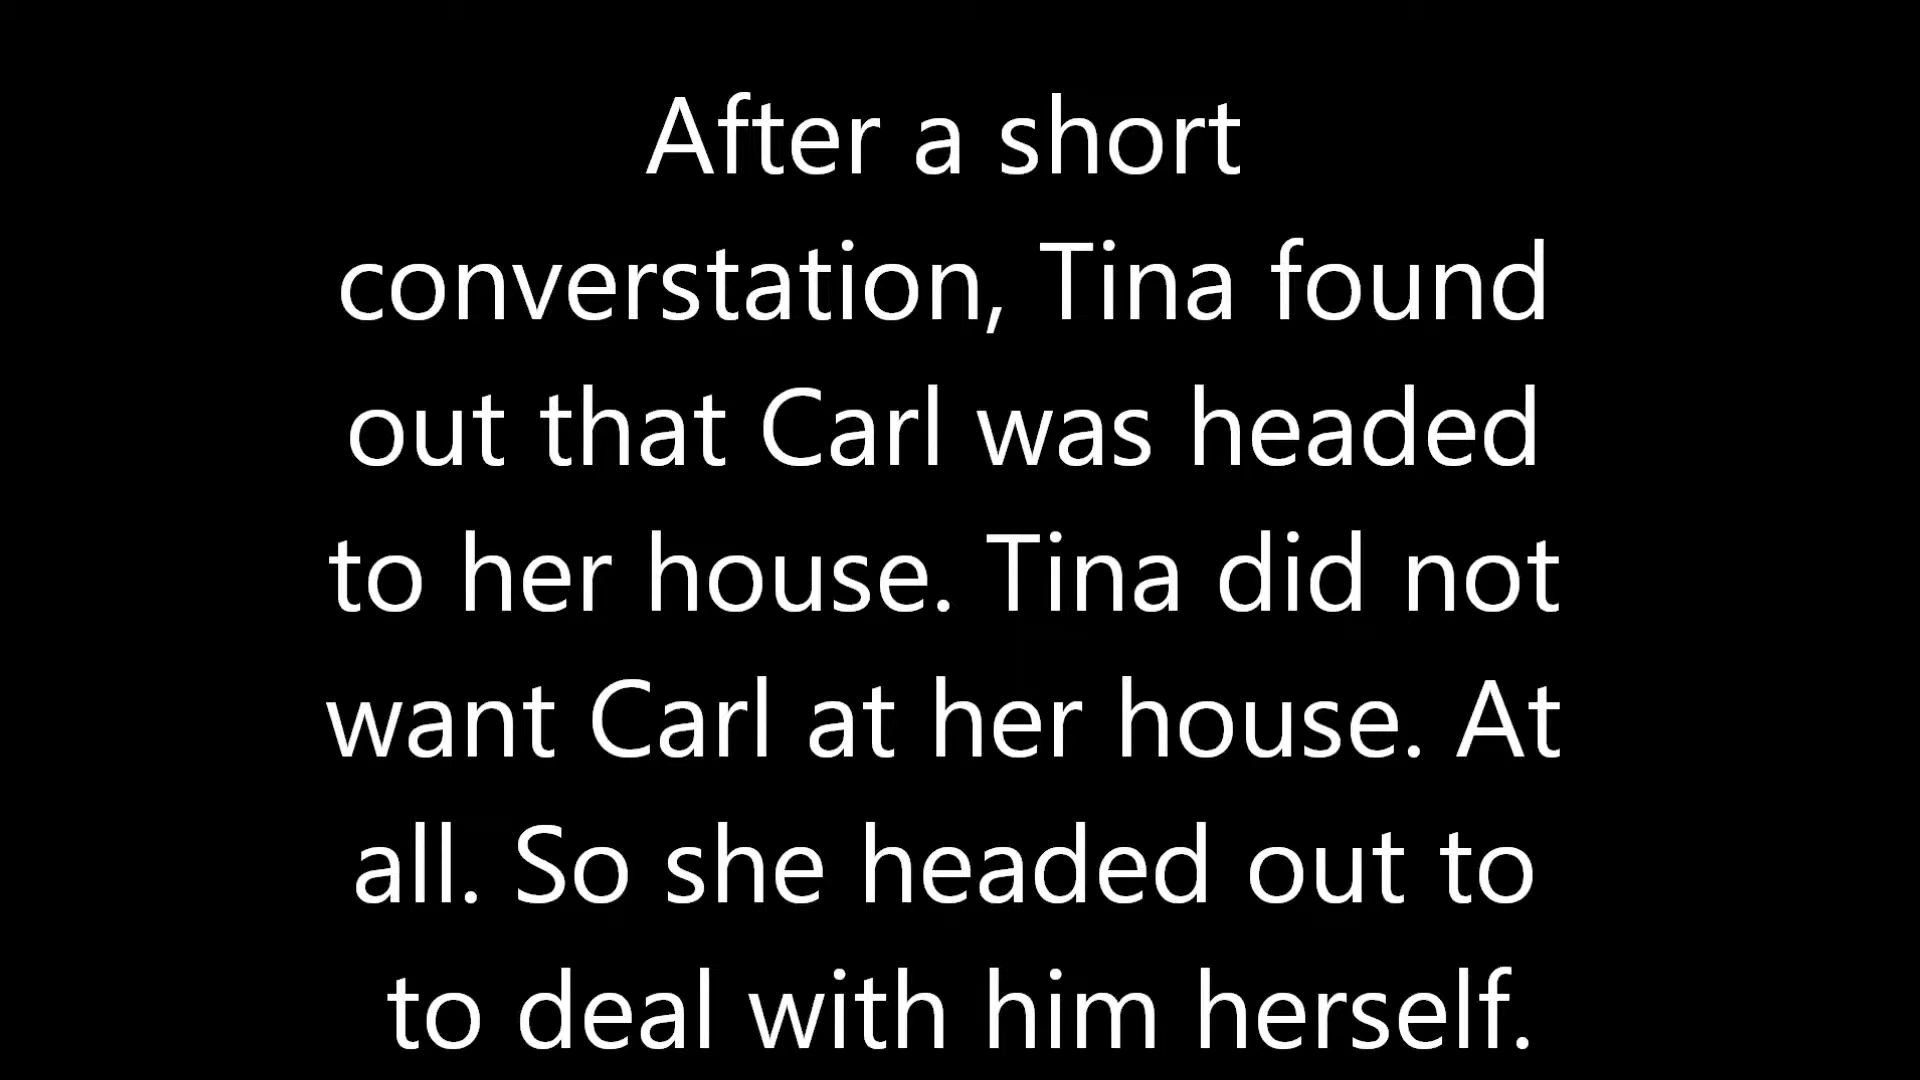 After a short
converstation, Tina found
out that Carl was headed
to her house. Tina did not
want Carl at her house. At
all. So she headed out to
to deal with him herself.